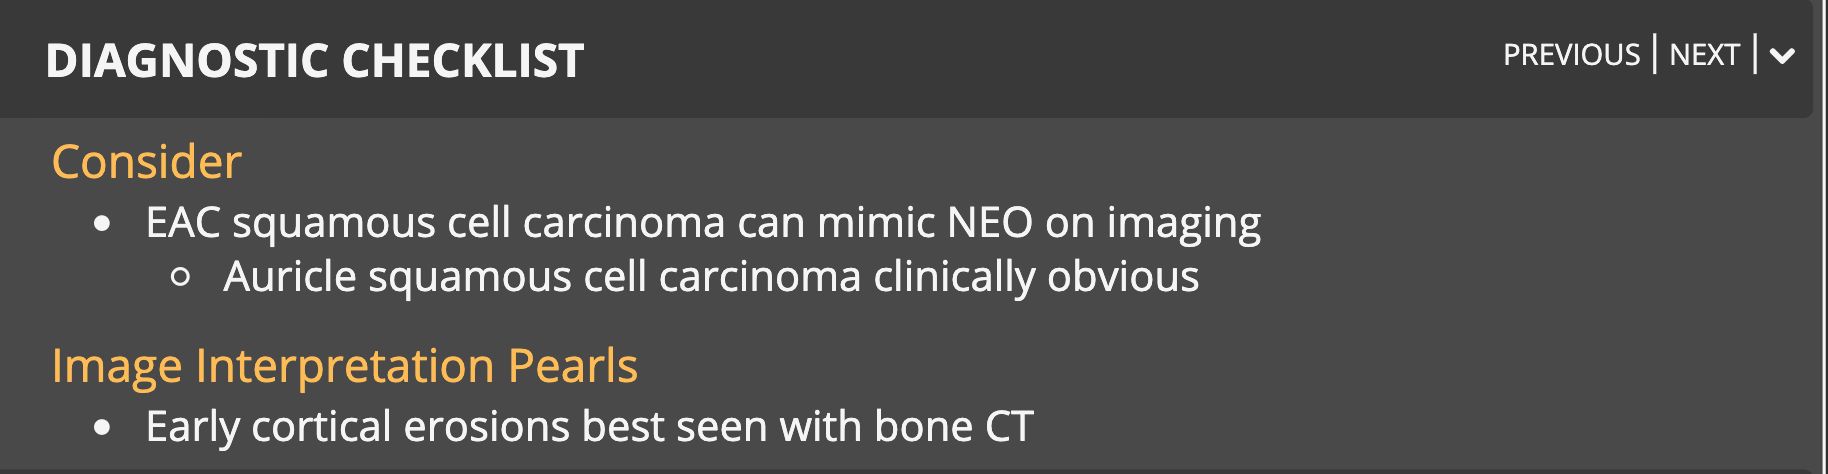 DIAGNOSTIC CHECKLIST
PREVIOUS | NEXT |
Consider
• EAC squamous cell carcinoma can mimic NEO on imaging
○ Auricle squamous cell carcinoma clinically obvious
Image Interpretation Pearls
• Early cortical erosions best seen with bone CT